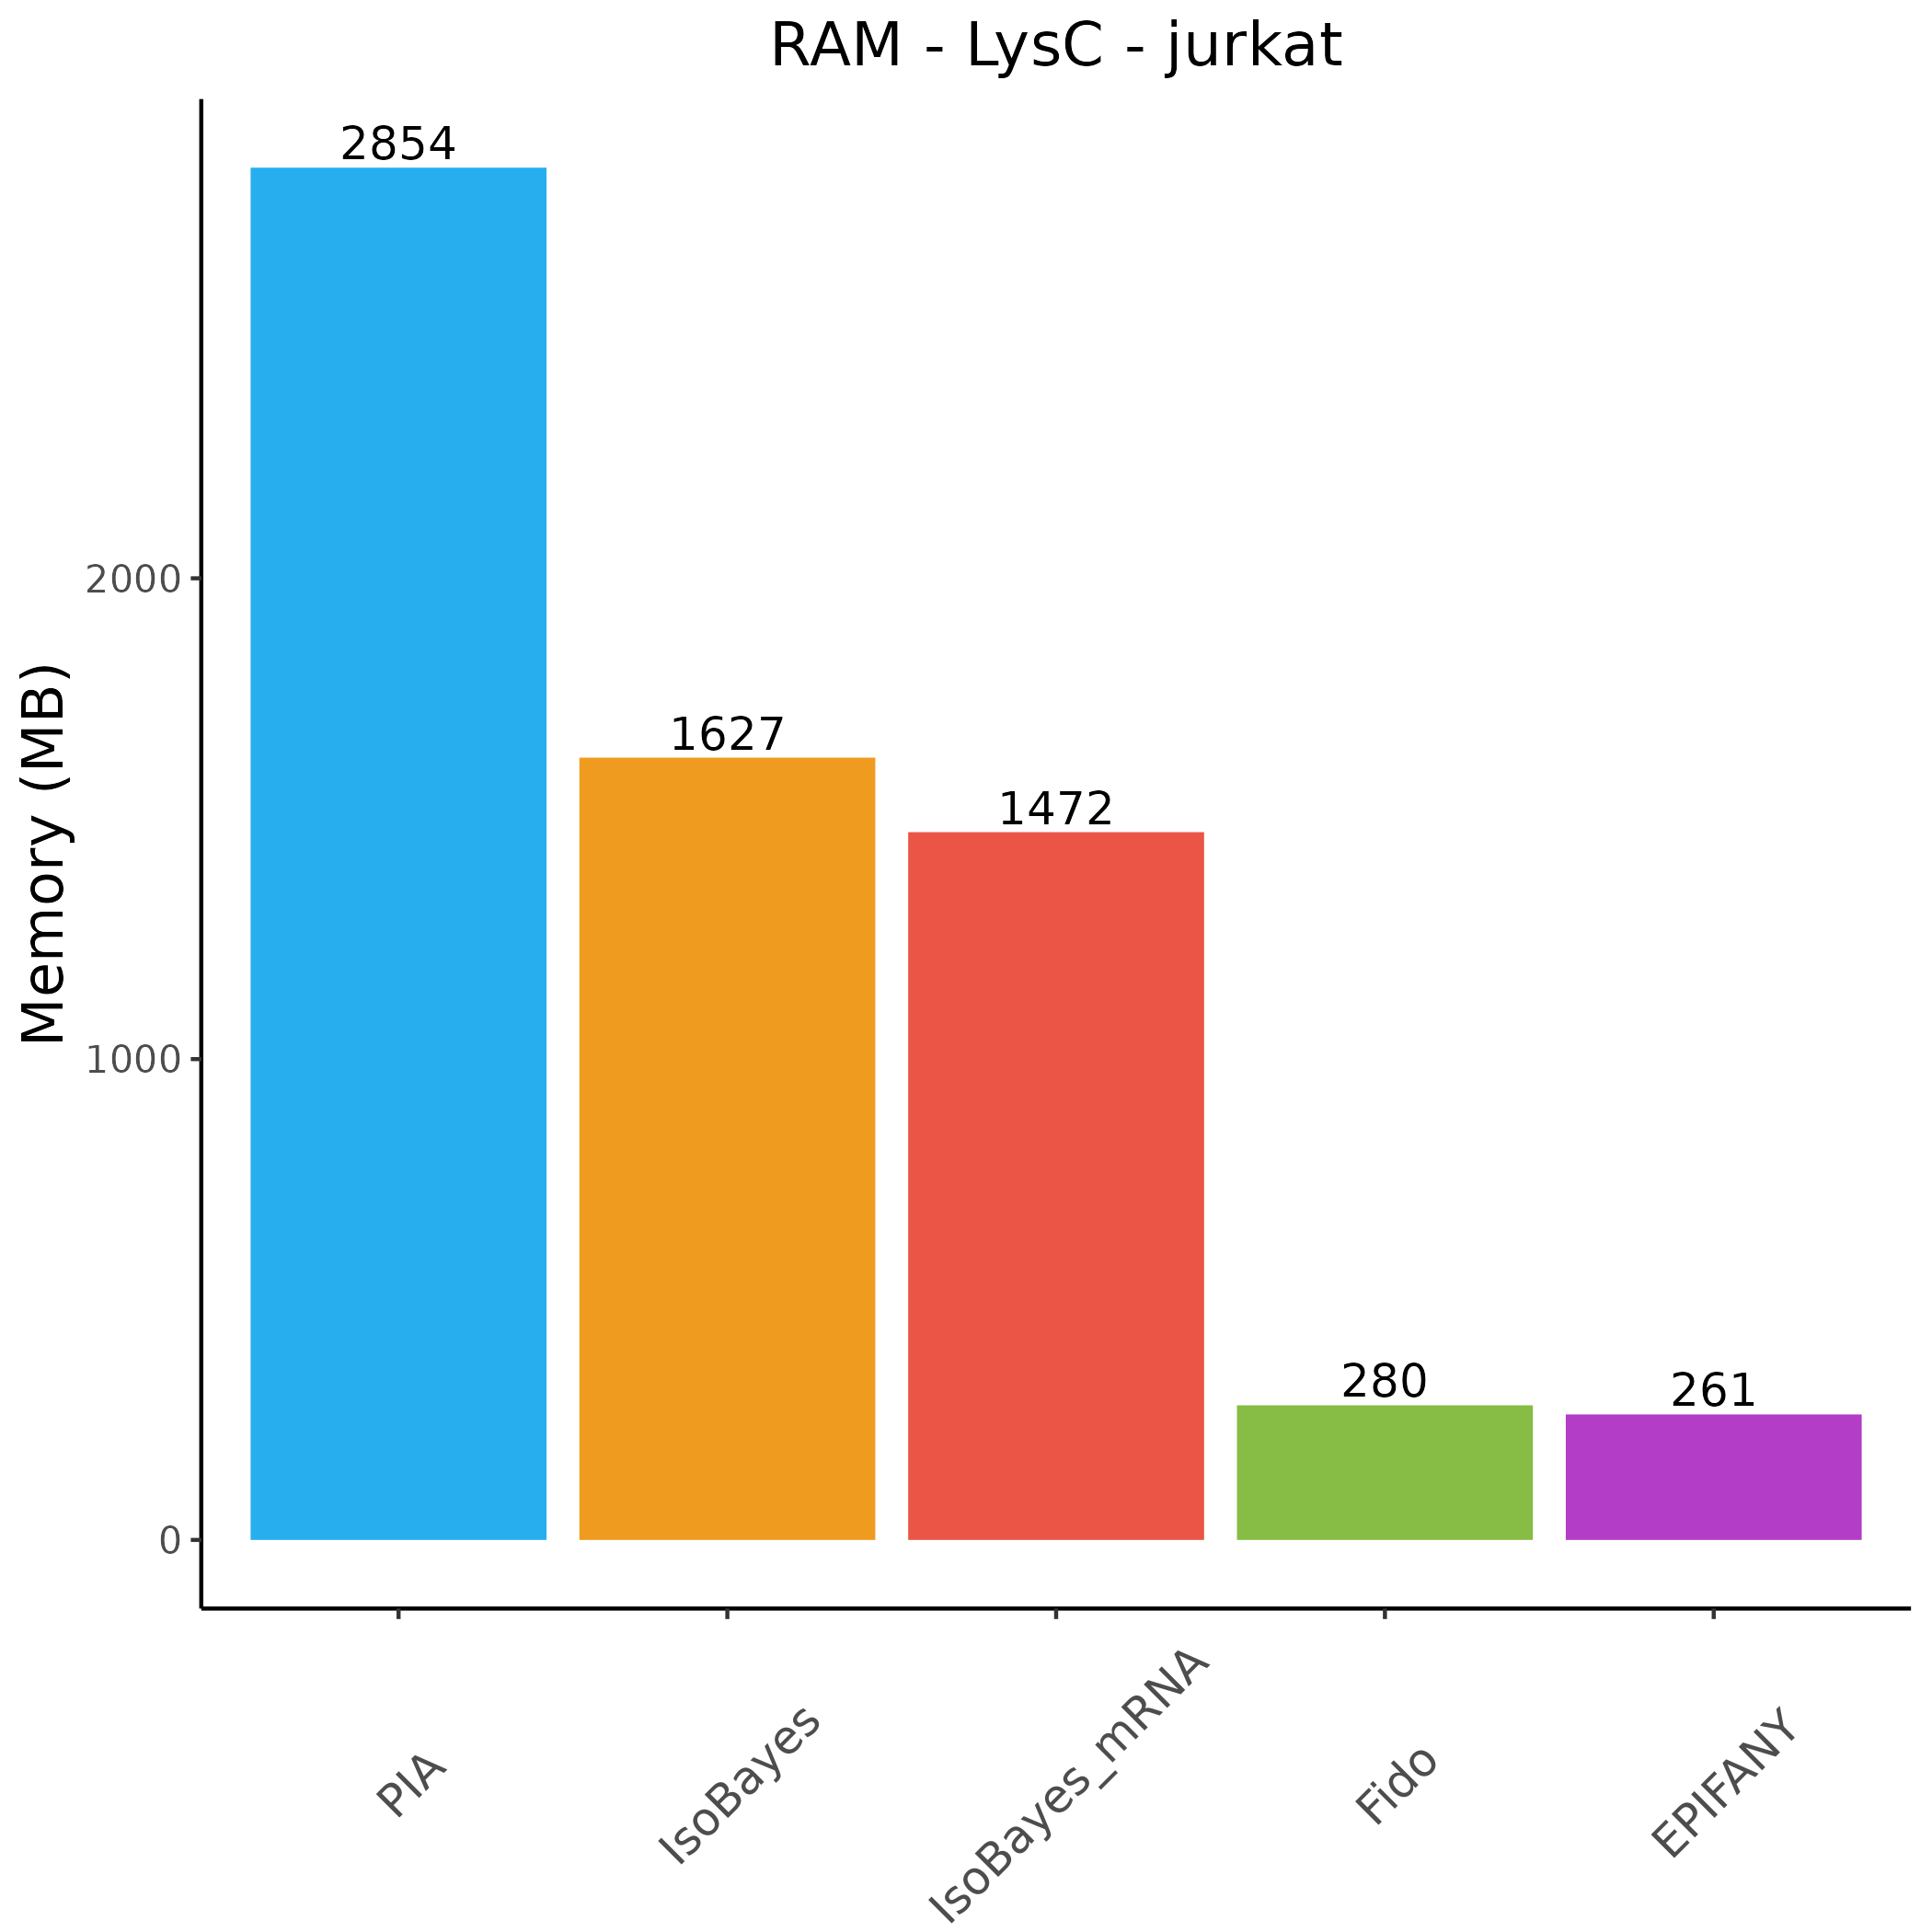 RAM - LysC - jurkat
Memory (MB)
2000
1000
0
2854
1627
1472
280
261
PIA
IsoBayes
IsoBayes_mRNA
Fido
EPIFANY